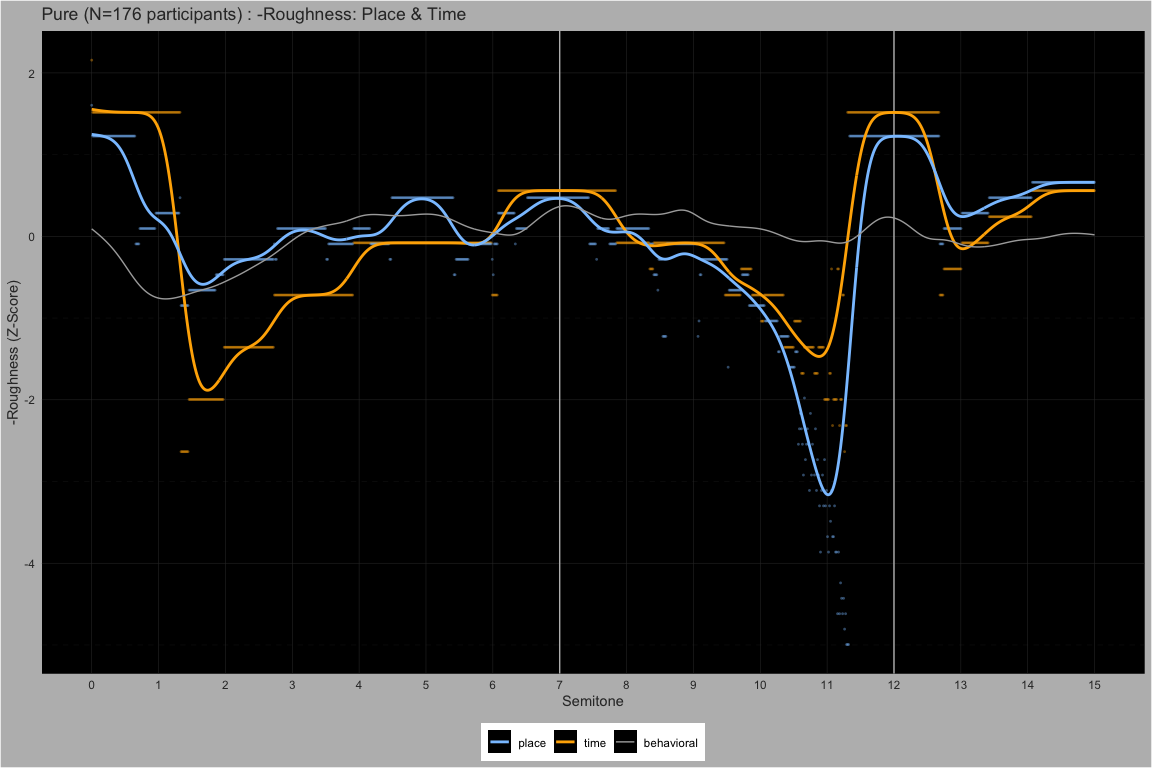 Pure (N=176 participants) : -Roughness: Place & Time
-Roughness (Z-Score)
2
0
-2
-4
0 1 2 3 4 5 6 7 8 9 10 11 12 13 14 15
Semitone
place time behavioral